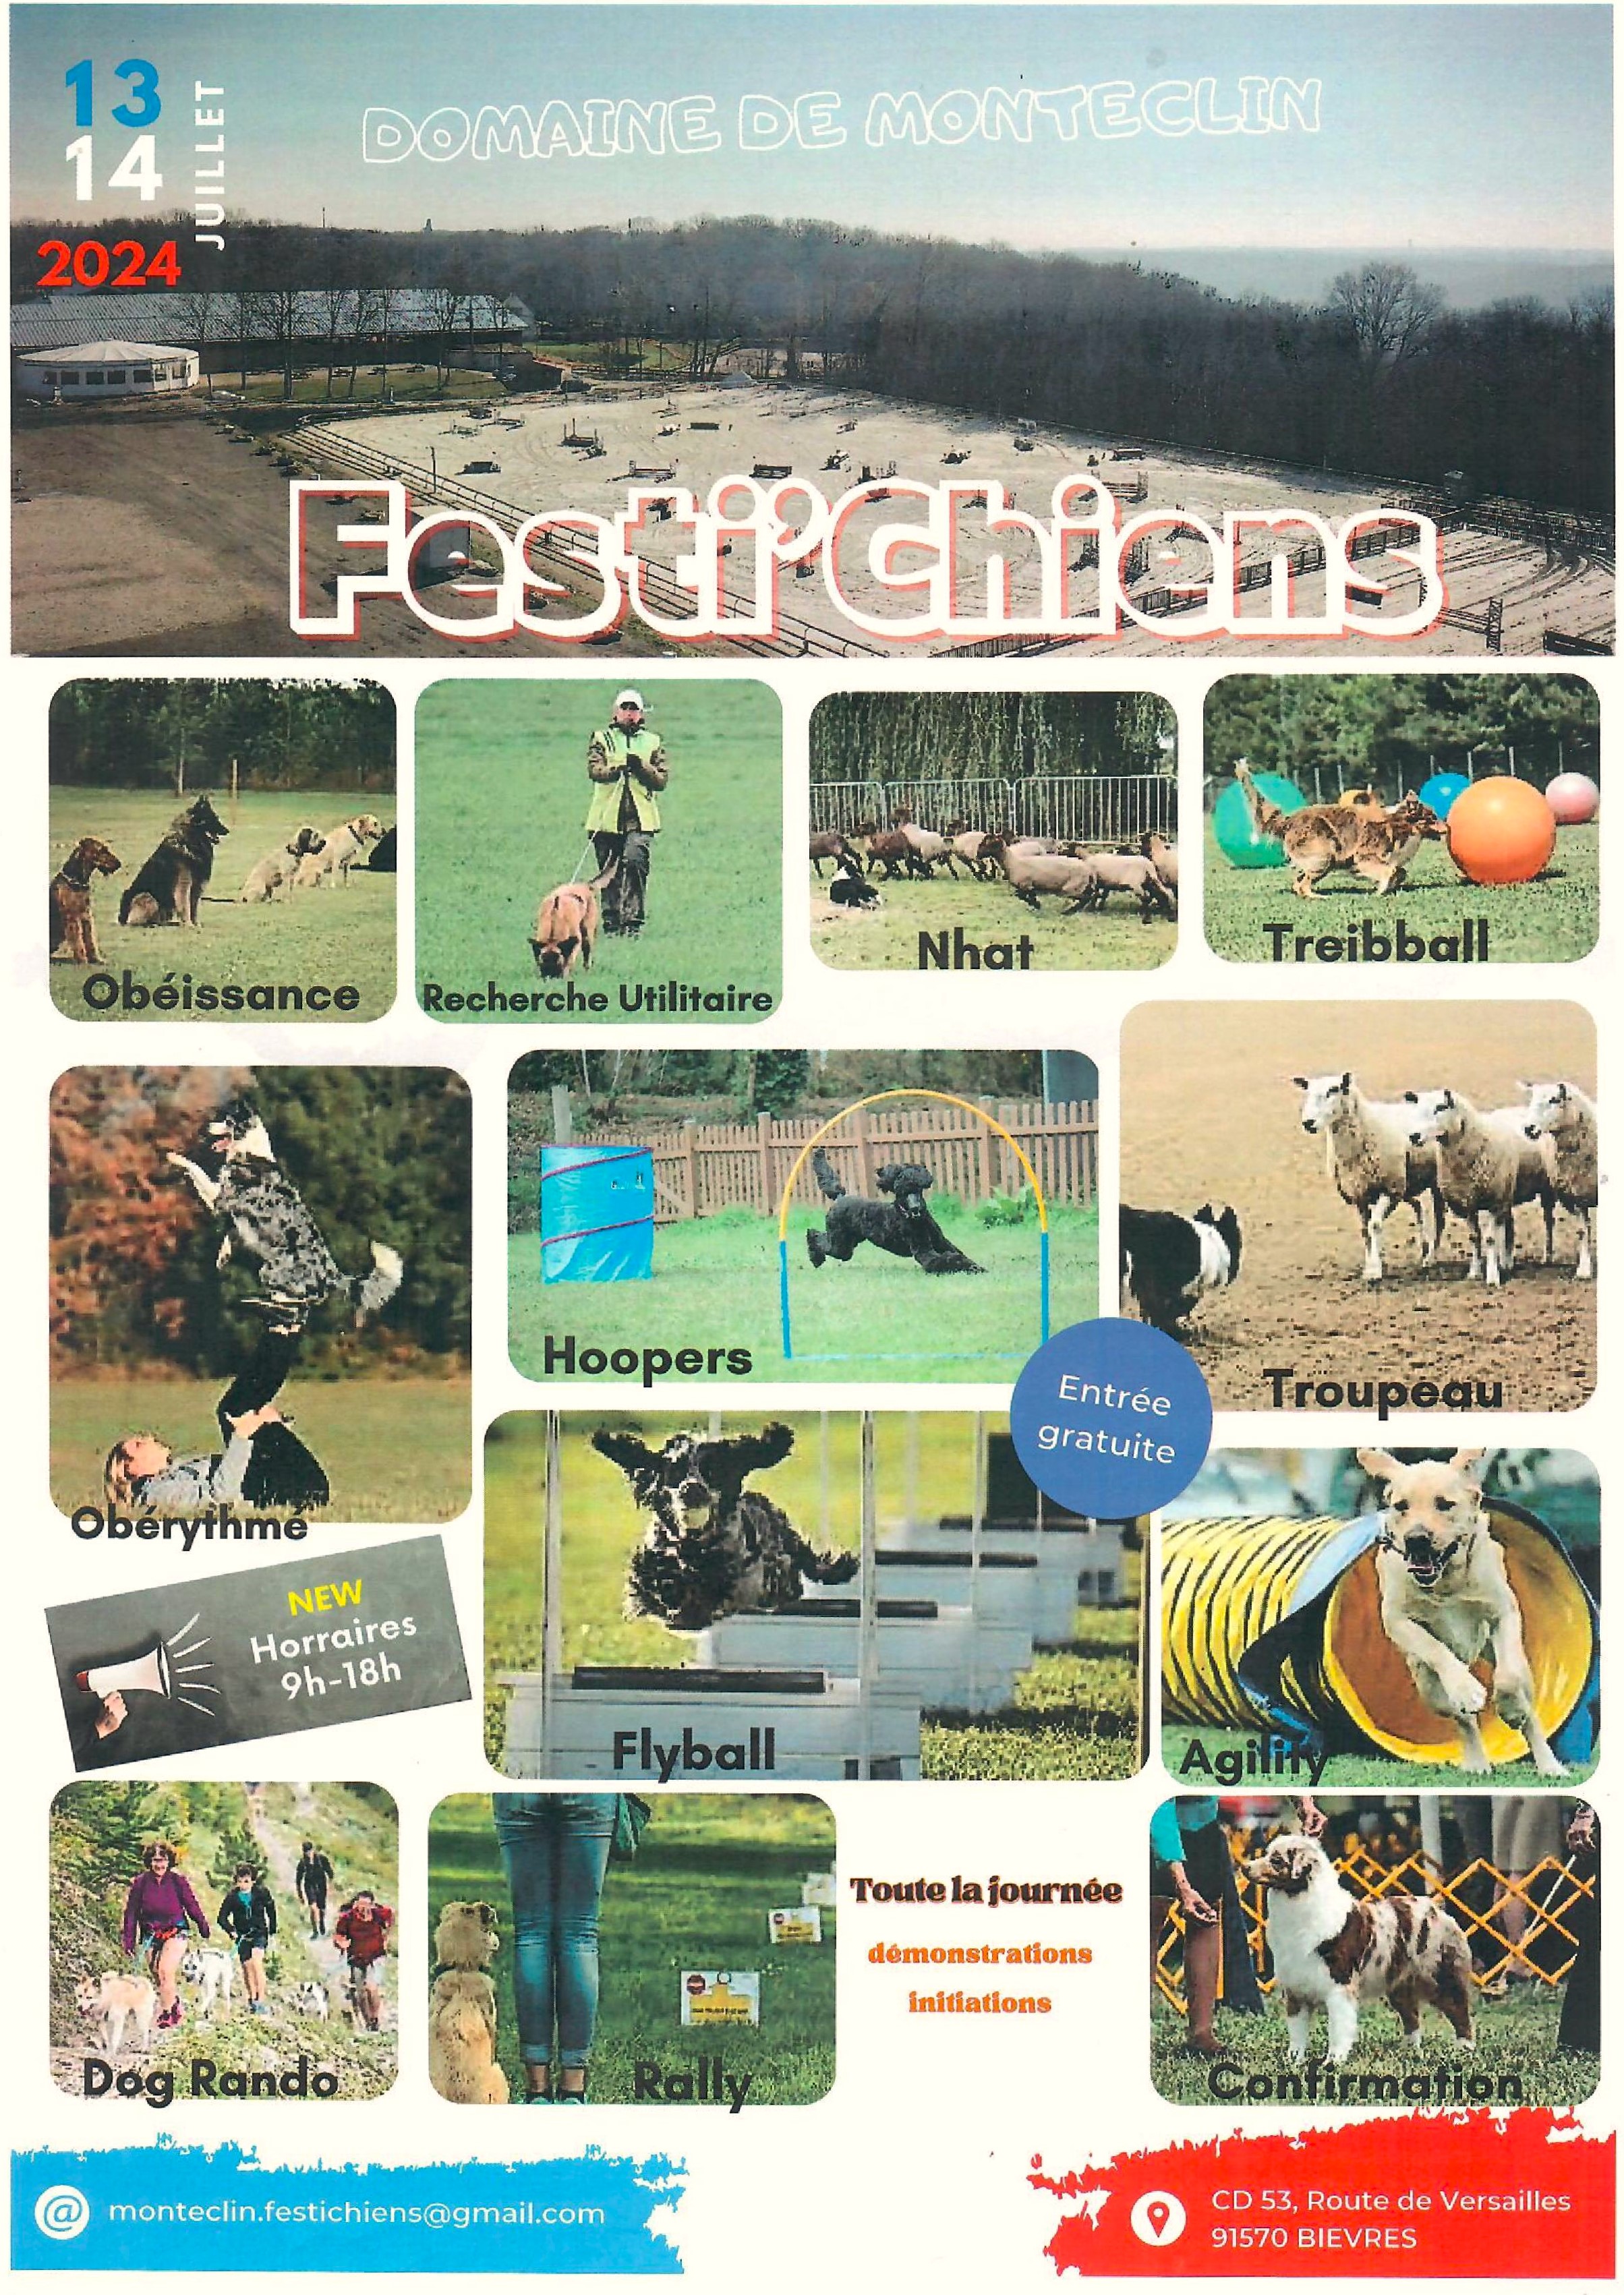 13
14
JUILLET
2024
DOMAINE DE MONTECLIN
Festi'Chiens
Obéissance
Recherche Utilitaire
Nhat
Treibball
Obérythmé
Hoopers
Troupeau
Entrée
gratuite
NEW
Horraires
9h-18h
Flyball
Agility
Dog Rando
Rally
Toute la journée
démonstrations
initiations
Confirmation
@ monteclin.festichiens@gmail.com
CD 53, Route de Versailles
91570 BIEVRES